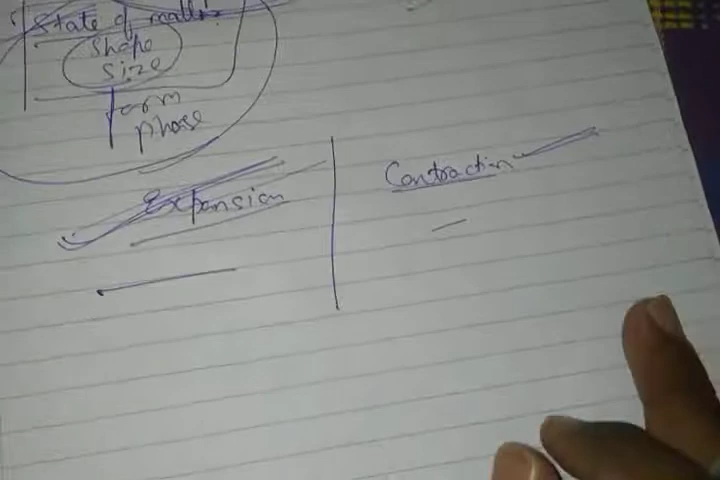 State of matter
Shape
Size
form
phase
Expansion
Contraction